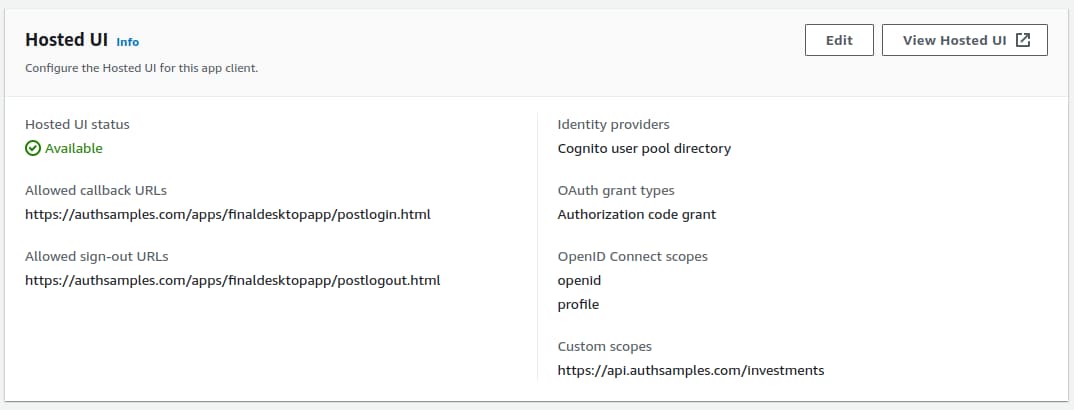 Hosted UI Info
Edit
View Hosted UI
Configure the Hosted UI for this app client.
Hosted UI status
Available
Allowed callback URLs
https://authsamples.com/apps/finaldesktopapp/postlogin.html
Allowed sign-out URLs
https://authsamples.com/apps/finaldesktopapp/postlogout.html
Identity providers
Cognito user pool directory
OAuth grant types
Authorization code grant
OpenID Connect scopes
openid
profile
Custom scopes
https://api.authsamples.com/investments